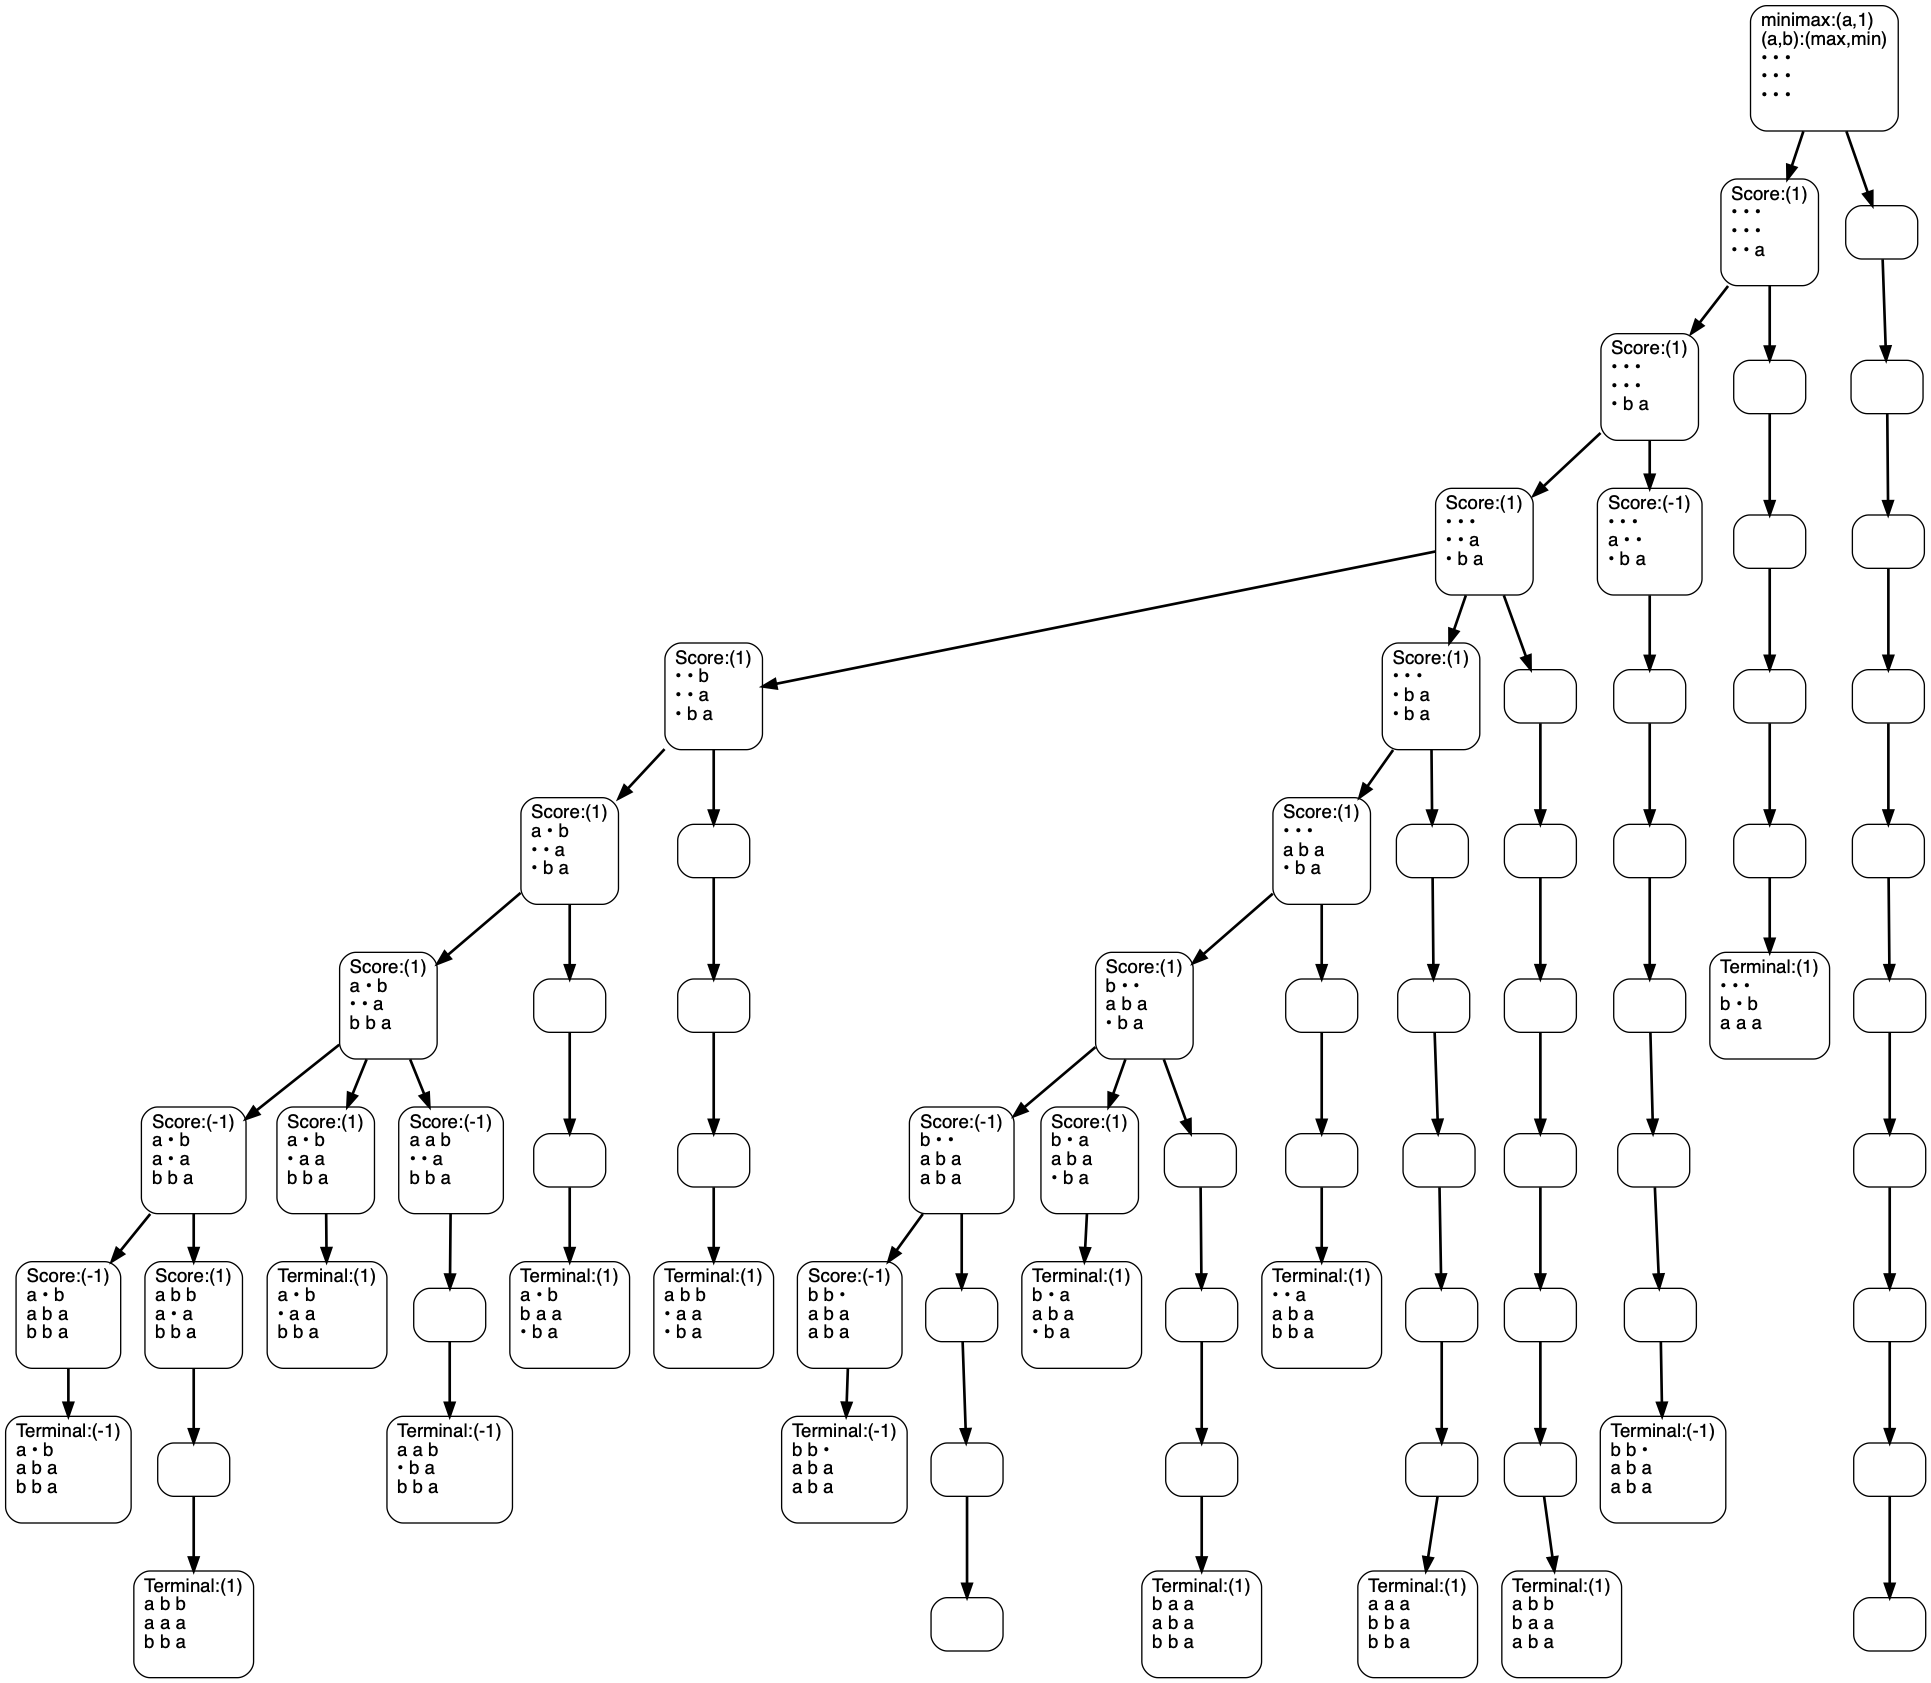 minimax:(a,1)
(a,b):(max,min)
• • •
• • •
• • •
Score:(1)
• • •
• • •
• • a
Score:(1)
• • •
• • •
• b a
Score:(1)
• • •
• • a
• b a
Score:(-1)
• • •
a • •
• b a
Score:(1)
• • b
• • a
• b a
Score:(1)
• • •
• b a
• b a
Score:(1)
a • b
• • a
• b a
Score:(1)
• • •
a b a
• b a
Score:(1)
a • b
• • a
b b a
Score:(1)
b • •
a b a
• b a
Terminal:(1)
• • •
b • b
a a a
Score:(-1)
a • b
a • a
b b a
Score:(1)
a • b
• a a
b b a
Score:(-1)
a a b
• • a
b b a
Score:(-1)
b • •
a b a
a b a
Score:(1)
b • a
a b a
• b a
Score:(-1)
a • b
a b a
b b a
Score:(1)
a b b
a • a
b b a
Terminal:(1)
a • b
• a a
b b a
Terminal:(1)
a • b
b a a
• b a
Terminal:(1)
a b b
• a a
• b a
Score:(-1)
b b •
a b a
a b a
Terminal:(1)
b • a
a b a
• b a
Terminal:(1)
• • a
a b a
b b a
Terminal:(-1)
a • b
a b a
b b a
Terminal:(-1)
a a b
• b a
b b a
Terminal:(-1)
b b •
a b a
a b a
Terminal:(-1)
b b •
a b a
a b a
Terminal:(1)
a b b
a a a
b b a
Terminal:(1)
b a a
a b a
b b a
Terminal:(1)
a a a
b b a
b b a
Terminal:(1)
a b b
b a a
a b a